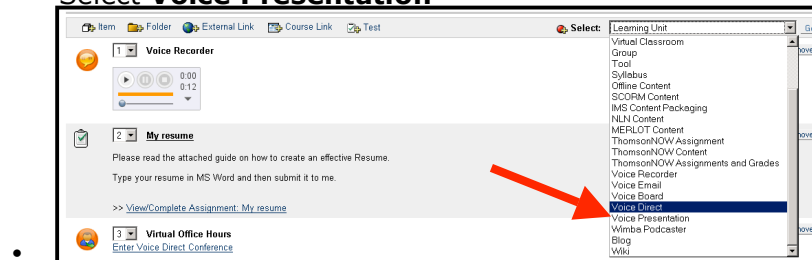 Select Voice Presentation
Item Folder External Link Course Link Test Select: Learning Unit
1 Voice Recorder
0:00
0:12
2 My resume
Please read the attached guide on how to create an effective Resume.
Type your resume in MS Word and then submit it to me.
>> View/Complete Assignment: My resume
3 Virtual Office Hours
Enter Voice Direct Conference
Virtual Classroom
Group
Tool
Syllabus
Offline Content
SCORM Content
IMS Content Packaging
NLN Content
MERLOT Content
ThomsonNOW Assignment
ThomsonNOW Content
ThomsonNOW Assignments and Grades
Voice Recorder
Voice Email
Voice Board
Voice Direct
Voice Presentation
Wimba Podcaster
Blog
Wiki